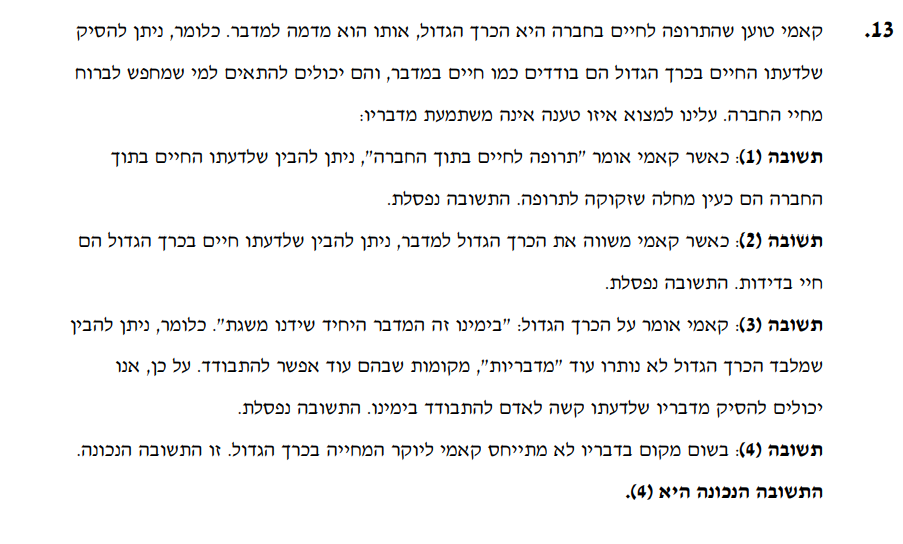 13. קאמי טוען שהתרופה לחיים בחברה היא הכרך הגדול, אותו הוא מדמה למדבר. כלומר, ניתן להסיק
שלדעתו החיים בכרך הגדול הם בודדים כמו חיים במדבר, והם יכולים להתאים למי שמחפש לברוח
מחיי החברה. עלינו למצוא איזו טענה אינה משתמעת מדבריו:
תשובה (1): כאשר קאמי אומר "תרופה לחיים בתוך החברה", ניתן להבין שלדעתו החיים בתוך
החברה הם כעין מחלה שזקוקה לתרופה. התשובה נפסלת.
תשובה (2): כאשר קאמי משווה את הכרך הגדול למדבר, ניתן להבין שלדעתו חיים בכרך הגדול הם
חיי בדידות. התשובה נפסלת.
תשובה (3): קאמי אומר על הכרך הגדול: "בימינו זה המדבר היחיד שידנו משגת". כלומר, ניתן להבין
שמלבד הכרך הגדול לא נותרו עוד "מדבריות", מקומות שבהם עוד אפשר להתבודד. על כן, אנו
יכולים להסיק מדבריו שלדעתו קשה לאדם להתבודד בימינו. התשובה נפסלת.
תשובה (4): בשום מקום בדבריו לא מתייחס קאמי ליוקר המחייה בכרך הגדול. זו התשובה הנכונה.
התשובה הנכונה היא (4).